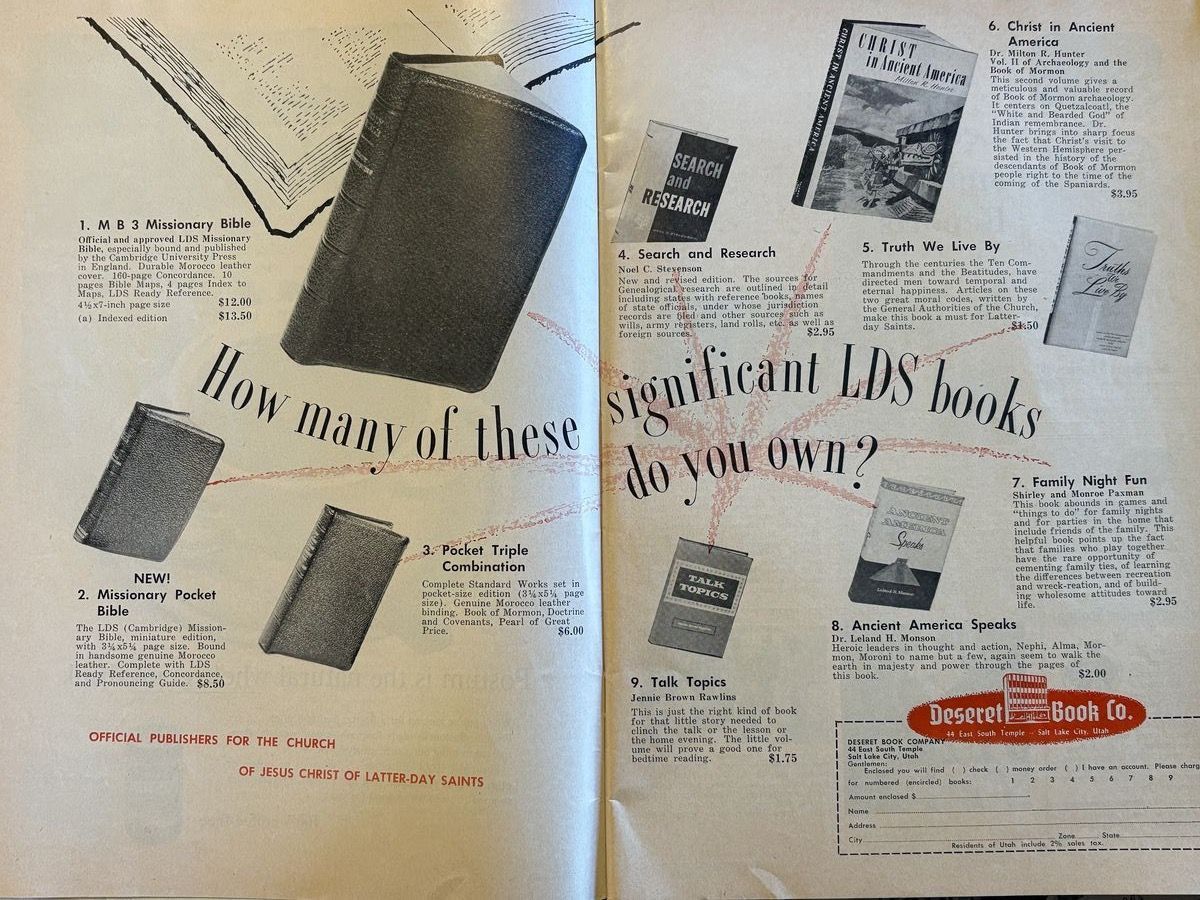 1. M B 3 Missionary Bible
Official and approved LDS Missionary
Bible, especially bound and published
by the Cambridge University Press
in England. Durable Morocco leather
cover. 160-page Concordance. 10
pages Bible Maps, 4 pages Index to
Maps, LDS Ready Reference.
4½x7-inch page size $12.00
(a) Indexed edition $13.50
How many of these significant LDS books
do you own?
NEW!
2. Missionary Pocket
Bible
The LDS (Cambridge) Mission-
ary Bible, miniature edition,
with 3¼x5¼ page size. Bound
in handsome genuine Morocco
leather. Complete with LDS
Ready Reference, Concordance,
and Pronouncing Guide. $8.50
3. Pocket Triple
Combination
Complete Standard Works set in
pocket-size edition (3¼x5¼ page
size). Genuine Morocco leather
binding. Book of Mormon, Doctrine
and Covenants, Pearl of Great
Price. $6.00
OFFICIAL PUBLISHERS FOR THE CHURCH
OF JESUS CHRIST OF LATTER-DAY SAINTS
SEARCH
and
RESEARCH
4. Search and Research
Noel C. Stevenson
New and revised edition. The sources for
Genealogical research are outlined in detail
including states with reference books, names
of state officials, under whose jurisdiction
records are filed and other sources such as
wills, army registers, land rolls, etc. as well as
foreign sources. $2.95
CHRIST IN ANCIENT AMERICA
CHRIST
in Ancient America
Milton R. Hunter
5. Truth We Live By
Through the centuries the Ten Com-
mandments and the Beatitudes, have
directed men toward temporal and
eternal happiness. Articles on these
two great moral codes, written by
the General Authorities of the Church,
make this book a must for Latter-
day Saints. $1.50
Truths
We
Live By
6. Christ in Ancient
America
Dr. Milton R. Hunter
Vol. II of Archaeology and the
Book of Mormon
This second volume gives a
meticulous and valuable record
of Book of Mormon archaeology.
It centers on Quetzalcoatl, the
"White and Bearded God" of
Indian remembrance. Dr.
Hunter brings into sharp focus
the fact that Christ's visit to
the Western Hemisphere per-
sisted in the history of the
descendants of Book of Mormon
people right to the time of the
coming of the Spaniards.
$3.95
7. Family Night Fun
Shirley and Monroe Paxman
This book abounds in games and
"things to do" for family nights
and for parties in the home that
include friends of the family. This
helpful book points up the fact
that families who play together
have the rare opportunity of
cementing family ties, of learning
the differences between recreation
and wreck-reation, and of build-
ing wholesome attitudes toward
life. $2.95
ANCIENT
AMERICA
Speaks
Leland H. Monson
8. Ancient America Speaks
Dr. Leland H. Monson
Heroic leaders in thought and action, Nephi, Alma, Mor-
mon, Moroni to name but a few, again seem to walk the
earth in majesty and power through the pages of
this book. $2.00
TALK
TOPICS
9. Talk Topics
Jennie Brown Rawlins
This is just the right kind of book
for that little story needed to
clinch the talk or the lesson or
the home evening. The little vol-
ume will prove a good one for
bedtime reading. $1.75
Deseret Book Co.
44 East South Temple - Salt Lake City, Utah
DESERET BOOK COMPANY
44 East South Temple
Salt Lake City, Utah
Gentlemen:
Enclosed you will find ( ) check ( ) money order ( ) I have an account. Please charg
for numbered (encircled) books: 1 2 3 4 5 6 7 8 9
Amount enclosed $
Name
Address
City Zone State
Residents of Utah include 2% sales tax.